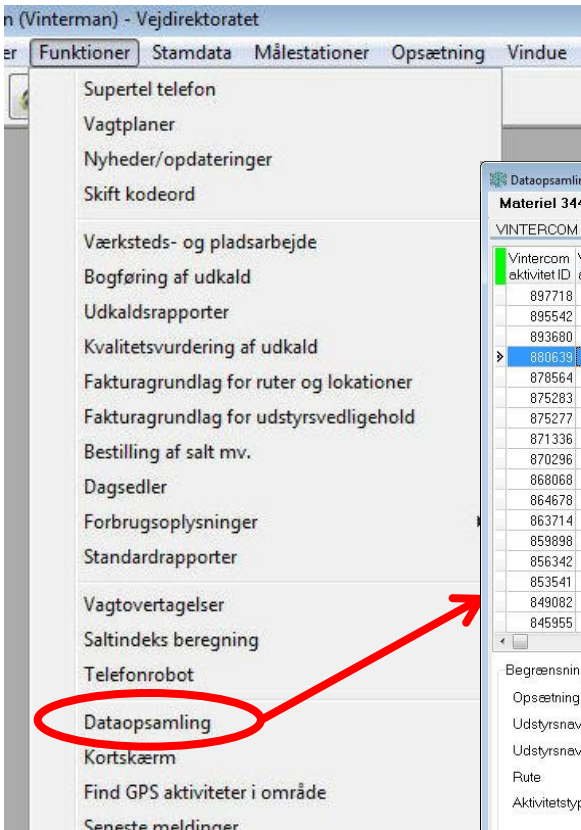 n (Vinterman) - Vejdirektoratet
er Funktioner Stamdata Målestationer Opsætning Vindue
Supertel telefon
Vagtplaner
Nyheder/opdateringer
Skift kodeord
Værksteds- og pladsarbejde
Bogføring af udkald
Udkaldsrapporter
Kvalitetsvurdering af udkald
Fakturagrundlag for ruter og lokationer
Fakturagrundlag for udstyrsvedligehold
Bestilling af salt mv.
Dagsedler
Forbrugsoplysninger
Standardrapporter
Vagtovertagelser
Saltindeks beregning
Telefonrobot
Dataopsamling
Kortskærm
Find GPS aktiviteter i område
Seneste meldinger
Dataopsamlin
Materiel 344
VINTERCOM
Vintercom
aktivitet ID
897718
895542
893680
880639
878564
875283
875277
871336
870296
868068
864678
863714
859898
856342
853541
849082
845955
Begrænsnin
Opsætning
Udstyrsnav
Udstyrsnav
Rute
Aktivitetstyp